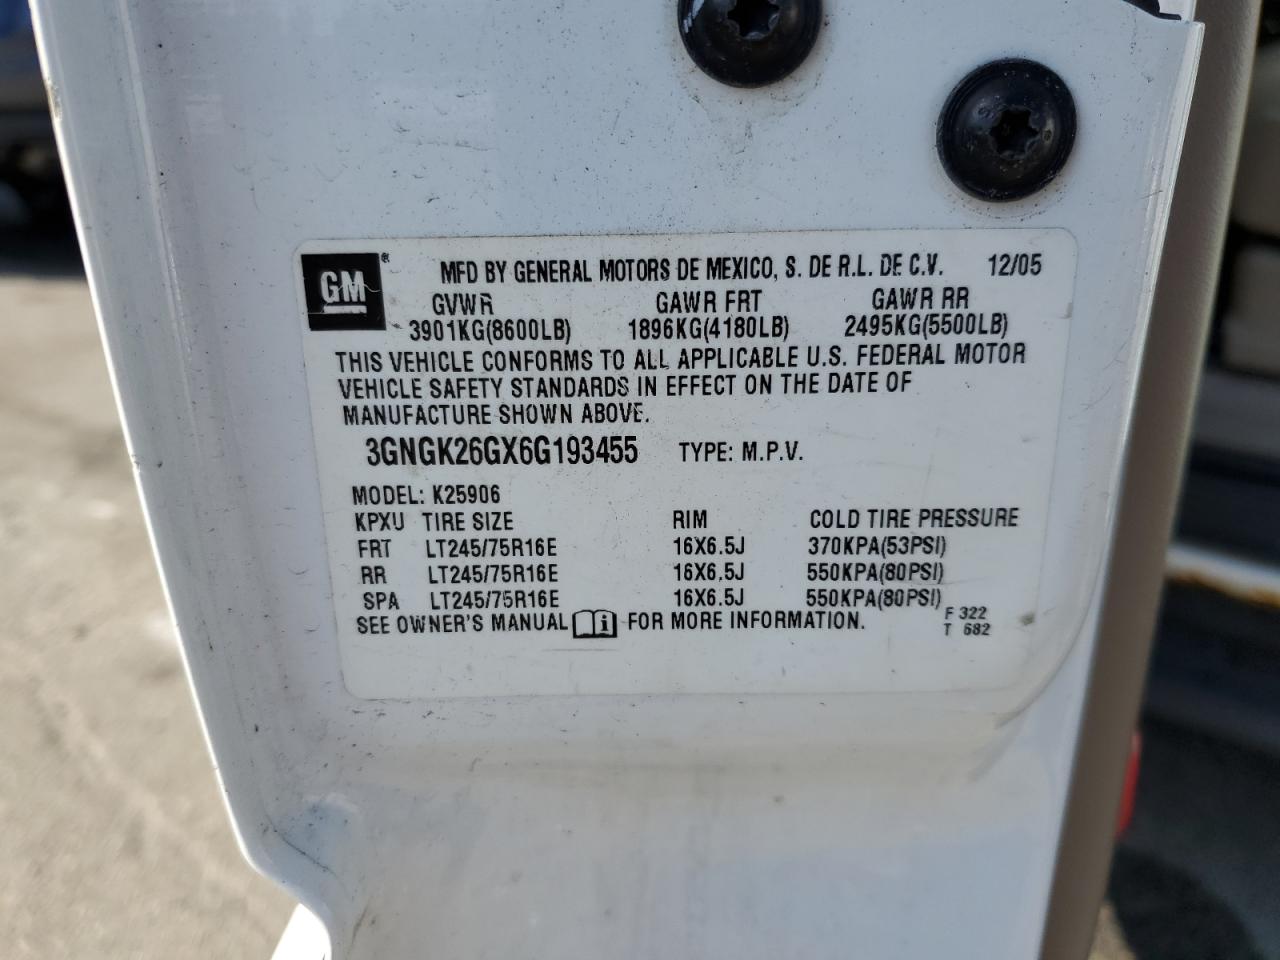 GM® MFD BY GENERAL MOTORS DE MEXICO, S. DE R.L. DE C.V. 12/05
GVWR GAWR FRT GAWR RR
3901KG(8600LB) 1896KG(4180LB) 2495KG(5500LB)
THIS VEHICLE CONFORMS TO ALL APPLICABLE U.S. FEDERAL MOTOR
VEHICLE SAFETY STANDARDS IN EFFECT ON THE DATE OF
MANUFACTURE SHOWN ABOVE.
3GNGK26GX6G193455 TYPE: M.P.V.
MODEL: K25906
KPXU TIRE SIZE RIM COLD TIRE PRESSURE
FRT LT245/75R16E 16X6.5J 370KPA(53PSI)
RR LT245/75R16E 16X6.5J 550KPA(80PSI)
SPA LT245/75R16E 16X6.5J 550KPA(80PSI)
SEE OWNER'S MANUAL i FOR MORE INFORMATION. F 322
T 682